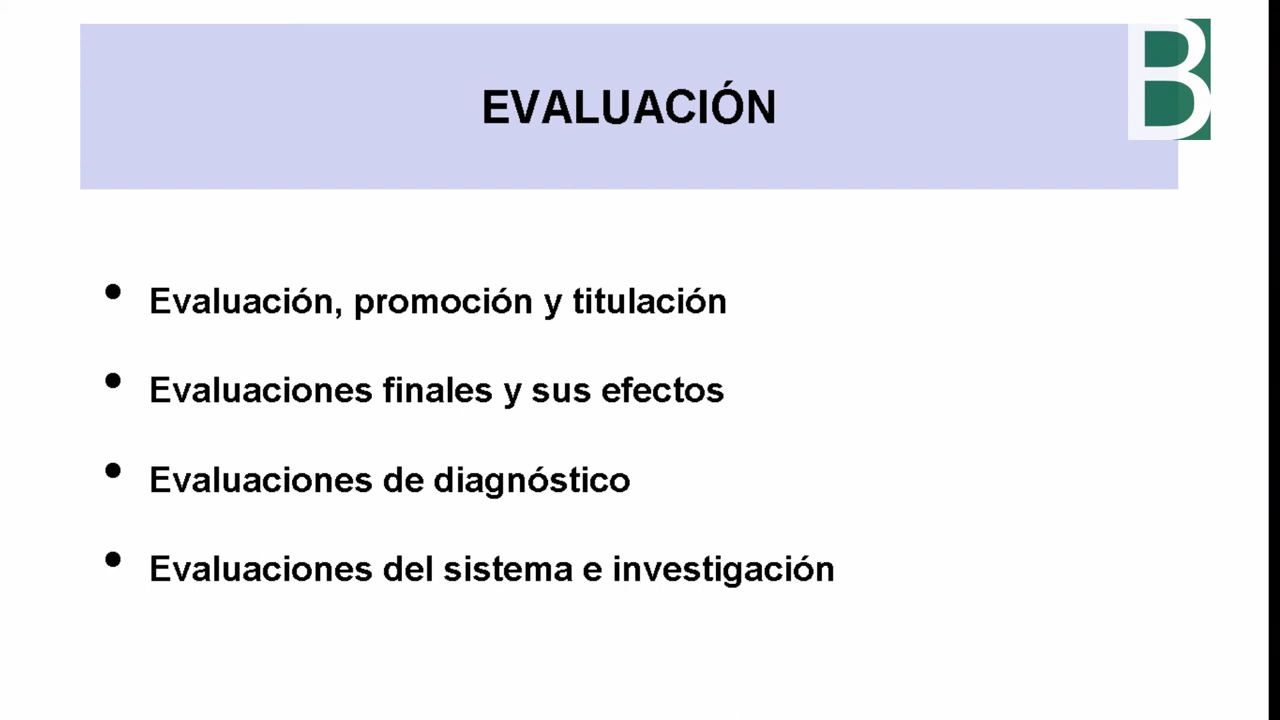 B
EVALUACIÓN
• Evaluación, promoción y titulación
• Evaluaciones finales y sus efectos
• Evaluaciones de diagnóstico
• Evaluaciones del sistema e investigación